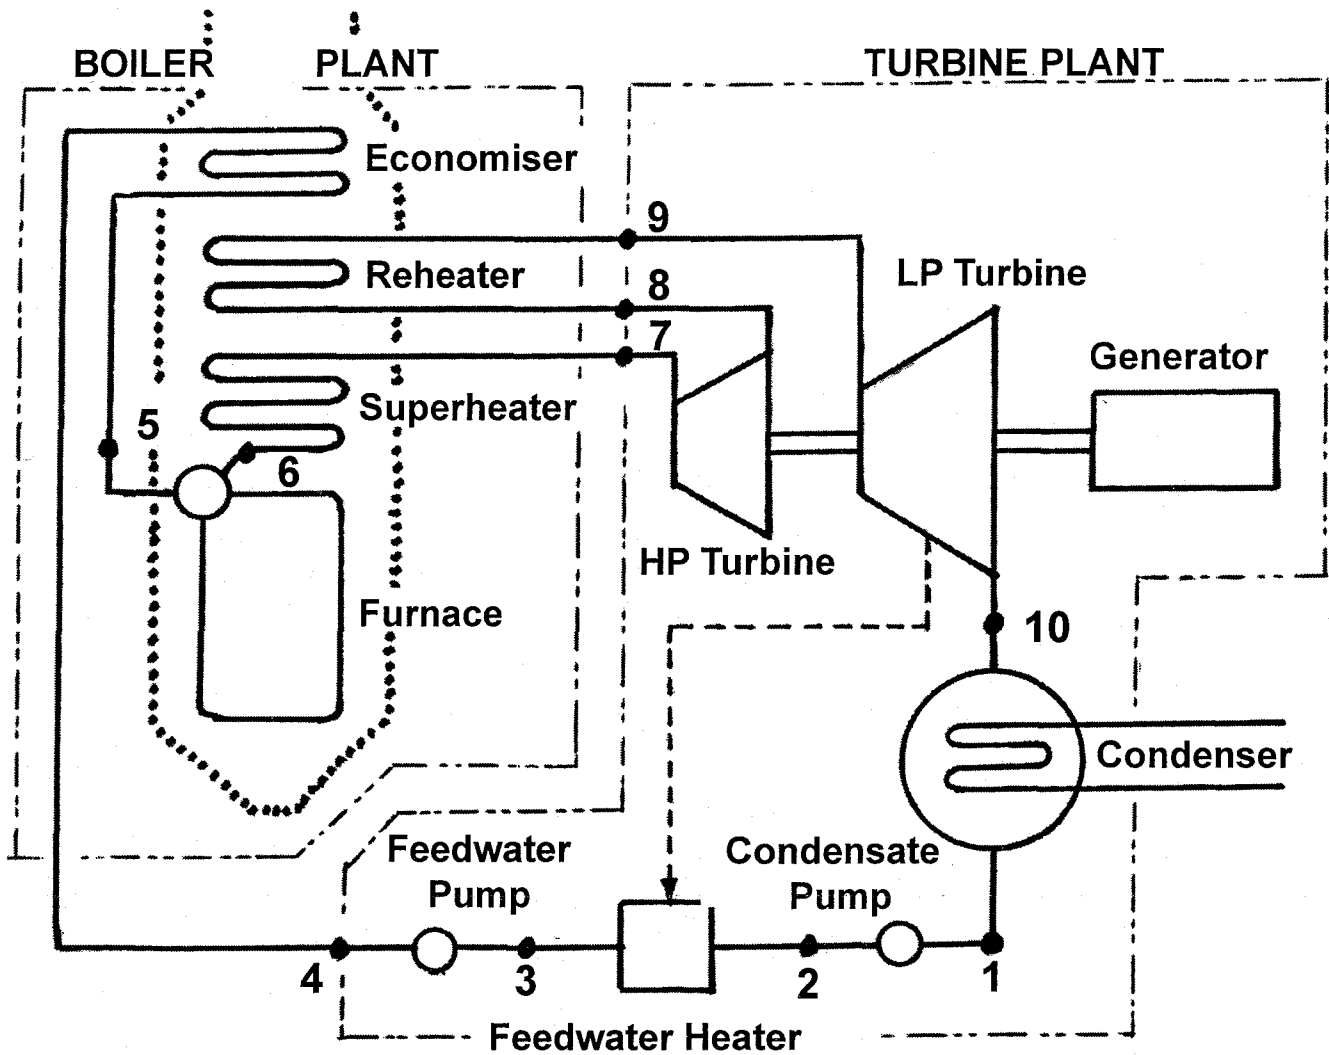 BOILER PLANT
TURBINE PLANT
Economiser
9
Reheater
LP Turbine
8
7
Generator
Superheater
5
6
HP Turbine
Furnace
10
Condenser
Feedwater
Pump
Condensate
Pump
4
3
2
1
Feedwater Heater